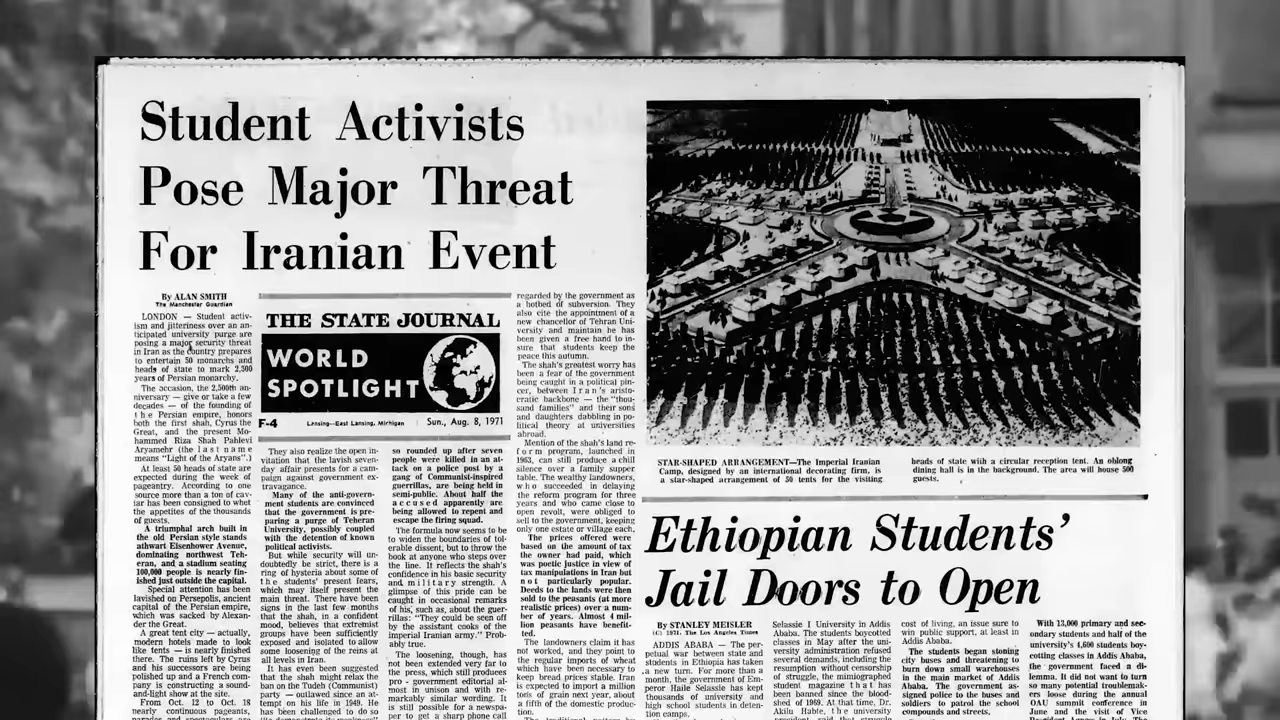 Student Activists
Pose Major Threat
For Iranian Event
By ALAN SMITH
The Manchester Guardian
LONDON — Student activ-
ism and jitteriness over an an-
ticipated university purge are
posing a major security threat
in Iran as the country prepares
to entertain 50 monarchs and
heads of state to mark 2,500
years of Persian monarchy.
The occasion, the 2,500th an-
niversary — give or take a few
decades — of the founding of
the Persian empire, honors
both the first shah, Cyrus the
Great, and the present Mo-
hammed Riza Shah Pahlevi
Aryamehr (the last name
means "Light of the Aryans".)
At least 50 heads of state are
expected during the week of
pageantry. According to one
source more than a ton of cav-
iar has been consigned to whet
the appetites of the thousands
of guests.
A triumphal arch built in
the old Persian style stands
athwart Eisenhower Avenue,
dominating northwest Teh-
eran, and a stadium seating
100,000 people is nearly fin-
ished just outside the capital.
Special attention has been
lavished on Persepolis, ancient
capital of the Persian empire,
which was sacked by Alexan-
der the Great.
A great tent city — actually,
modern hotels made to look
like tents — is nearly finished
there. The ruins left by Cyrus
and his successors are being
polished up and a French com-
pany is constructing a sound-
and-light show at the site.
From Oct. 12 to Oct. 18
nearly continuous pageants,
THE STATE JOURNAL
WORLD
SPOTLIGHT
F-4 Lansing—East Lansing, Michigan Sun., Aug. 8, 1971
They also realize the open in-
vitation that the lavish seven-
day affair presents for a cam-
paign against government ex-
travagance.
Many of the anti-govern-
ment students are convinced
that the government is pre-
paring a purge of Teheran
University, possibly coupled
with the detention of known
political activists.
But while security will un-
doubtedly be strict, there is a
ring of hysteria about some of
the students' present fears,
which may itself present the
main threat. There have been
signs in the last few months
that the shah, in a confident
mood, believes that extremist
groups have been sufficiently
exposed and isolated to allow
some loosening of the reins at
all levels in Iran.
It has even been suggested
that the shah might relax the
ban on the Tudeh (Communist)
party — outlawed since an at-
tempt on his life in 1949. He
has been challenged to do so
so rounded up after seven
people were killed in an at-
tack on a police post by a
gang of Communist-inspired
guerrillas, are being held in
semi-public. About half the
accused apparently are
being allowed to repent and
escape the firing squad.
The formula now seems to be
to widen the boundaries of tol-
erable dissent, but to throw the
book at anyone who steps over
the line. It reflects the shah's
confidence in his basic security
and military strength. A
glimpse of this pride can be
caught in occasional remarks
of his, such as, about the guer-
rillas: "They could be seen off
by the assistant cooks of the
imperial Iranian army." Prob-
ably true.
The loosening, though, has
not been extended very far to
the press, which still produces
pro-government editorial al-
most in unison and with re-
markably similar wording. It
is still possible for a newspa-
per to get a sharp phone call
regarded by the government as
a hotbed of subversion. They
also cite the appointment of a
new chancellor of Tehran Uni-
versity and maintain he has
been given a free hand to in-
sure that students keep the
peace this autumn.
The shah's greatest worry has
been a fear of the government
being caught in a political pin-
cer, between Iran's aristo-
cratic backbone — the "thou-
sand families" and their sons
and daughters dabbling in po-
litical theory at universities
abroad.
Mention of the shah's land re-
form program, launched in
1963, can still produce a chill
silence over a family supper
table. The wealthy landowners,
who succeeded in delaying
the reform program for three
years and who came close to
open revolt, were obliged to
sell to the government, keeping
only one estate or village each.
The prices offered were
based on the amount of tax
the owner had paid, which
was poetic justice in view of
tax manipulations in Iran but
not particularly popular.
Deeds to the lands were then
sold to the peasants (at more
realistic prices) over a num-
ber of years. Almost 4 mil-
lion peasants have benefit-
ted.
The landowners claim it has
not worked, and they point to
the regular imports of wheat
which have been necessary to
keep bread prices stable. Iran
is expected to import a million
tons of grain next year, about
a fifth of the domestic produc-
tion.
STAR-SHAPED ARRANGEMENT—The Imperial Iranian
Camp, designed by an international decorating firm, is
a star-shaped arrangement of 50 tents for the visiting
heads of state with a circular reception tent. An oblong
dining hall is in the background. The area will house 500
guests.
Ethiopian Students'
Jail Doors to Open
By STANLEY MEISLER
(C) 1971, The Los Angeles Times
ADDIS ABABA — The per-
petual war between state and
students in Ethiopia has taken
a new turn. For more than a
month, the government of Em-
peror Haile Selassie has kept
thousands of university and
high school students in deten-
tion camps.
Selassie I University in Addis
Ababa. The students boycotted
classes in May after the uni-
versity administration refused
several demands, including the
resumption without censorship
of struggle, the mimeographed
student magazine that has
been banned since the blood-
shed of 1969. At that time, Dr.
Aklilu Habte, the university
president, said that struggle
cost of living, an issue sure to
win public support, at least in
Addis Ababa.
The students began stoning
city buses and threatening to
burn down small warehouses
in the main market of Addis
Ababa. The government as-
signed police to the buses and
soldiers to patrol the school
compounds and streets,
With 13,000 primary and sec-
ondary students and half of the
university's 4,600 students boy-
cotting classes in Addis Ababa,
the government faced a di-
lemma. It did not want to turn
so many potential troublemak-
ers loose during the annual
OAU summit conference in
June and the visit of Vice